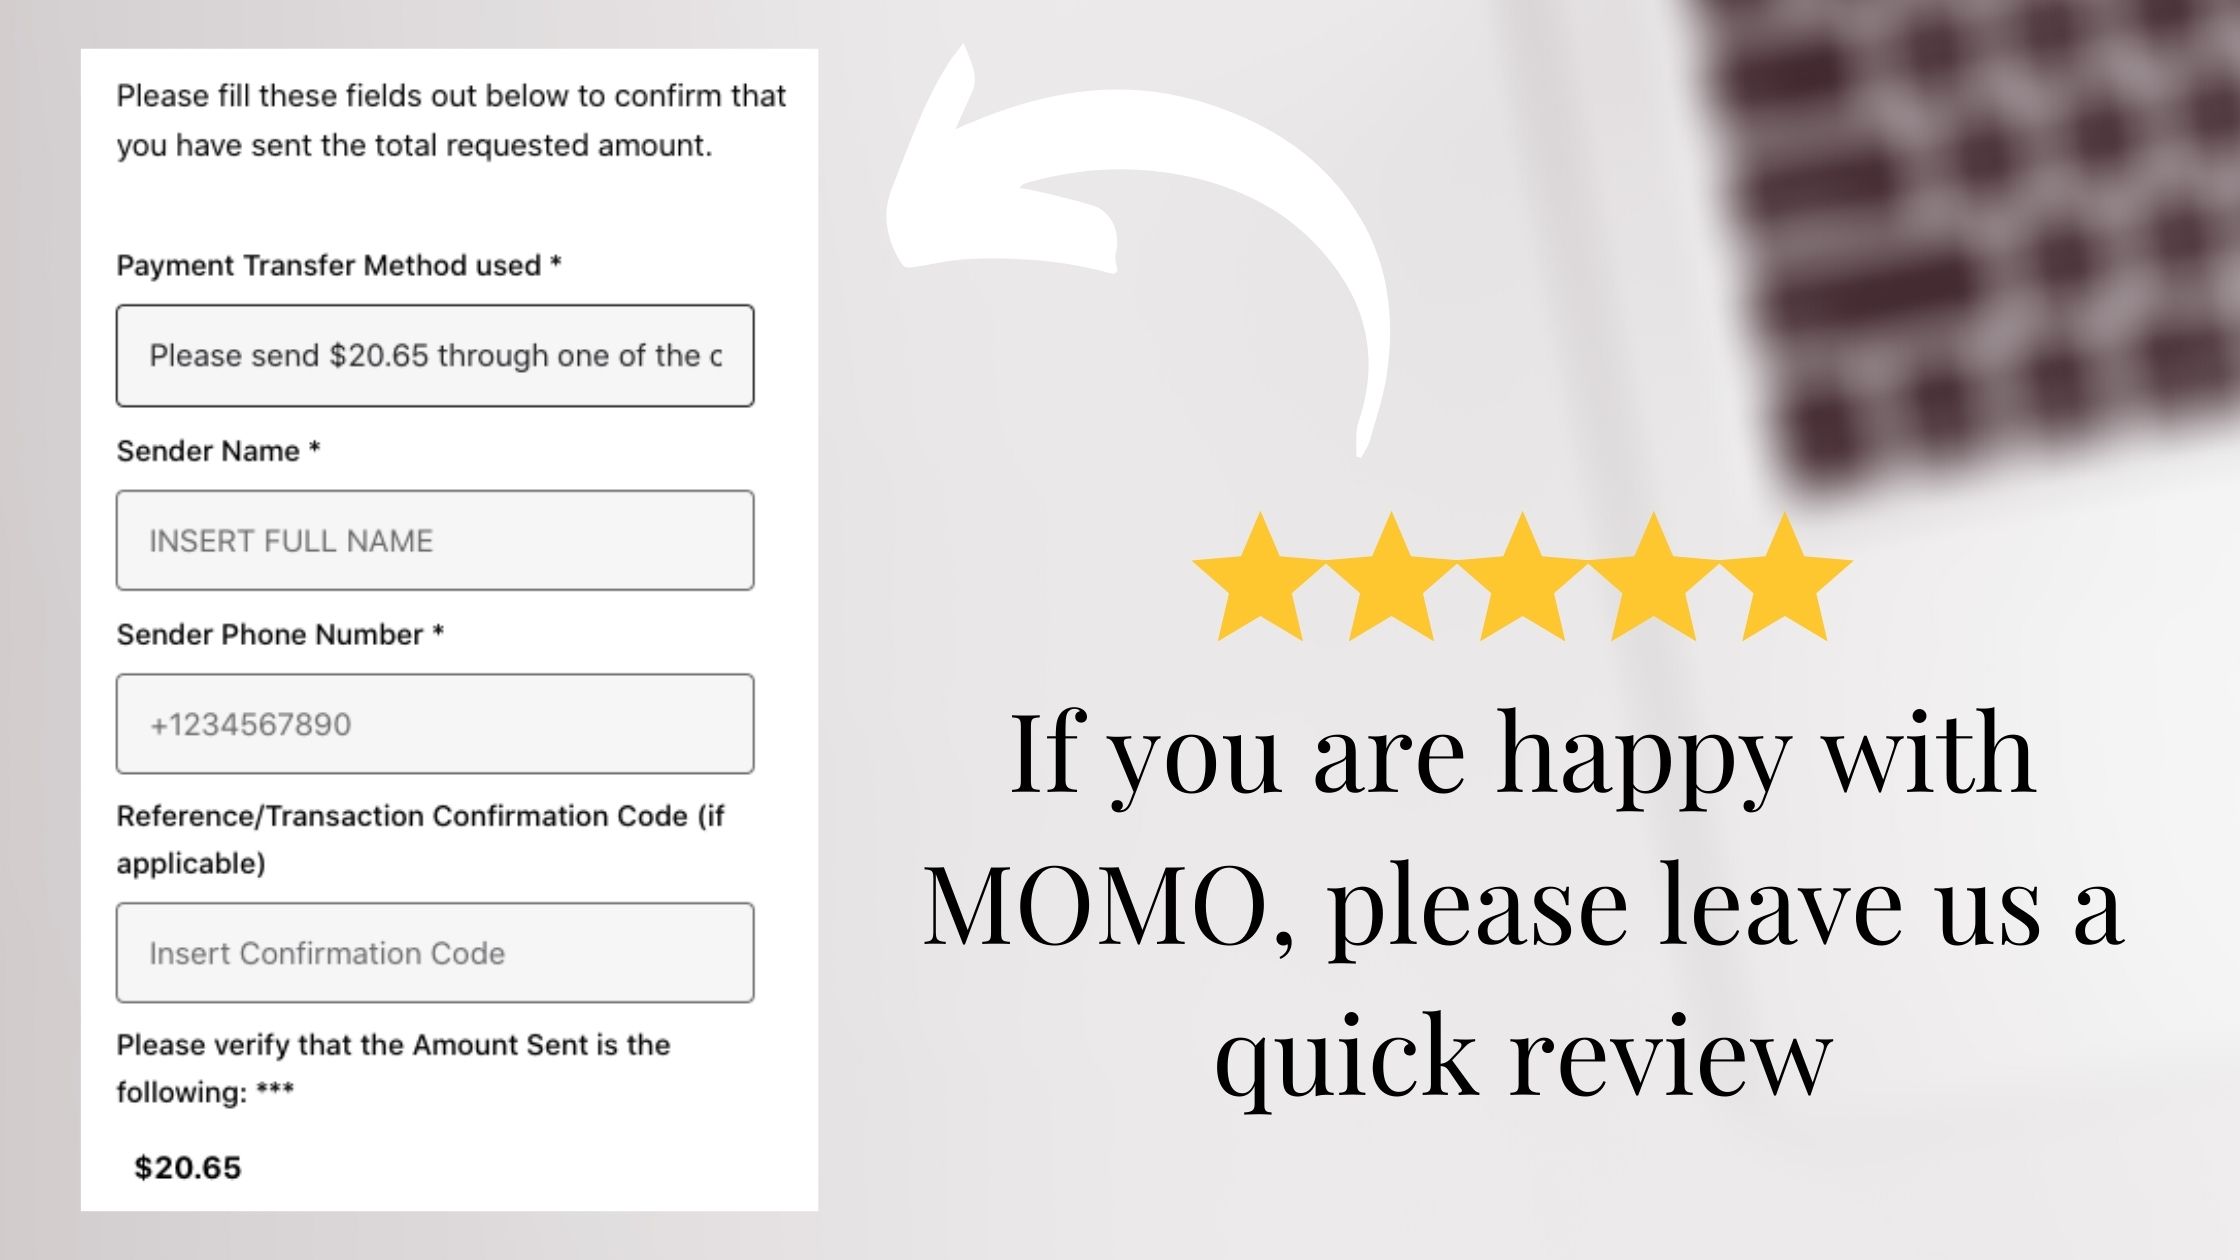 Please fill these fields out below to confirm that
you have sent the total requested amount.
Payment Transfer Method used *
Please send $20.65 through one of the c
Sender Name *
INSERT FULL NAME
Sender Phone Number *
+1234567890
Reference/Transaction Confirmation Code (if
applicable)
Insert Confirmation Code
Please verify that the Amount Sent is the
following: ***
$20.65
If you are happy with
MOMO, please leave us a
quick review